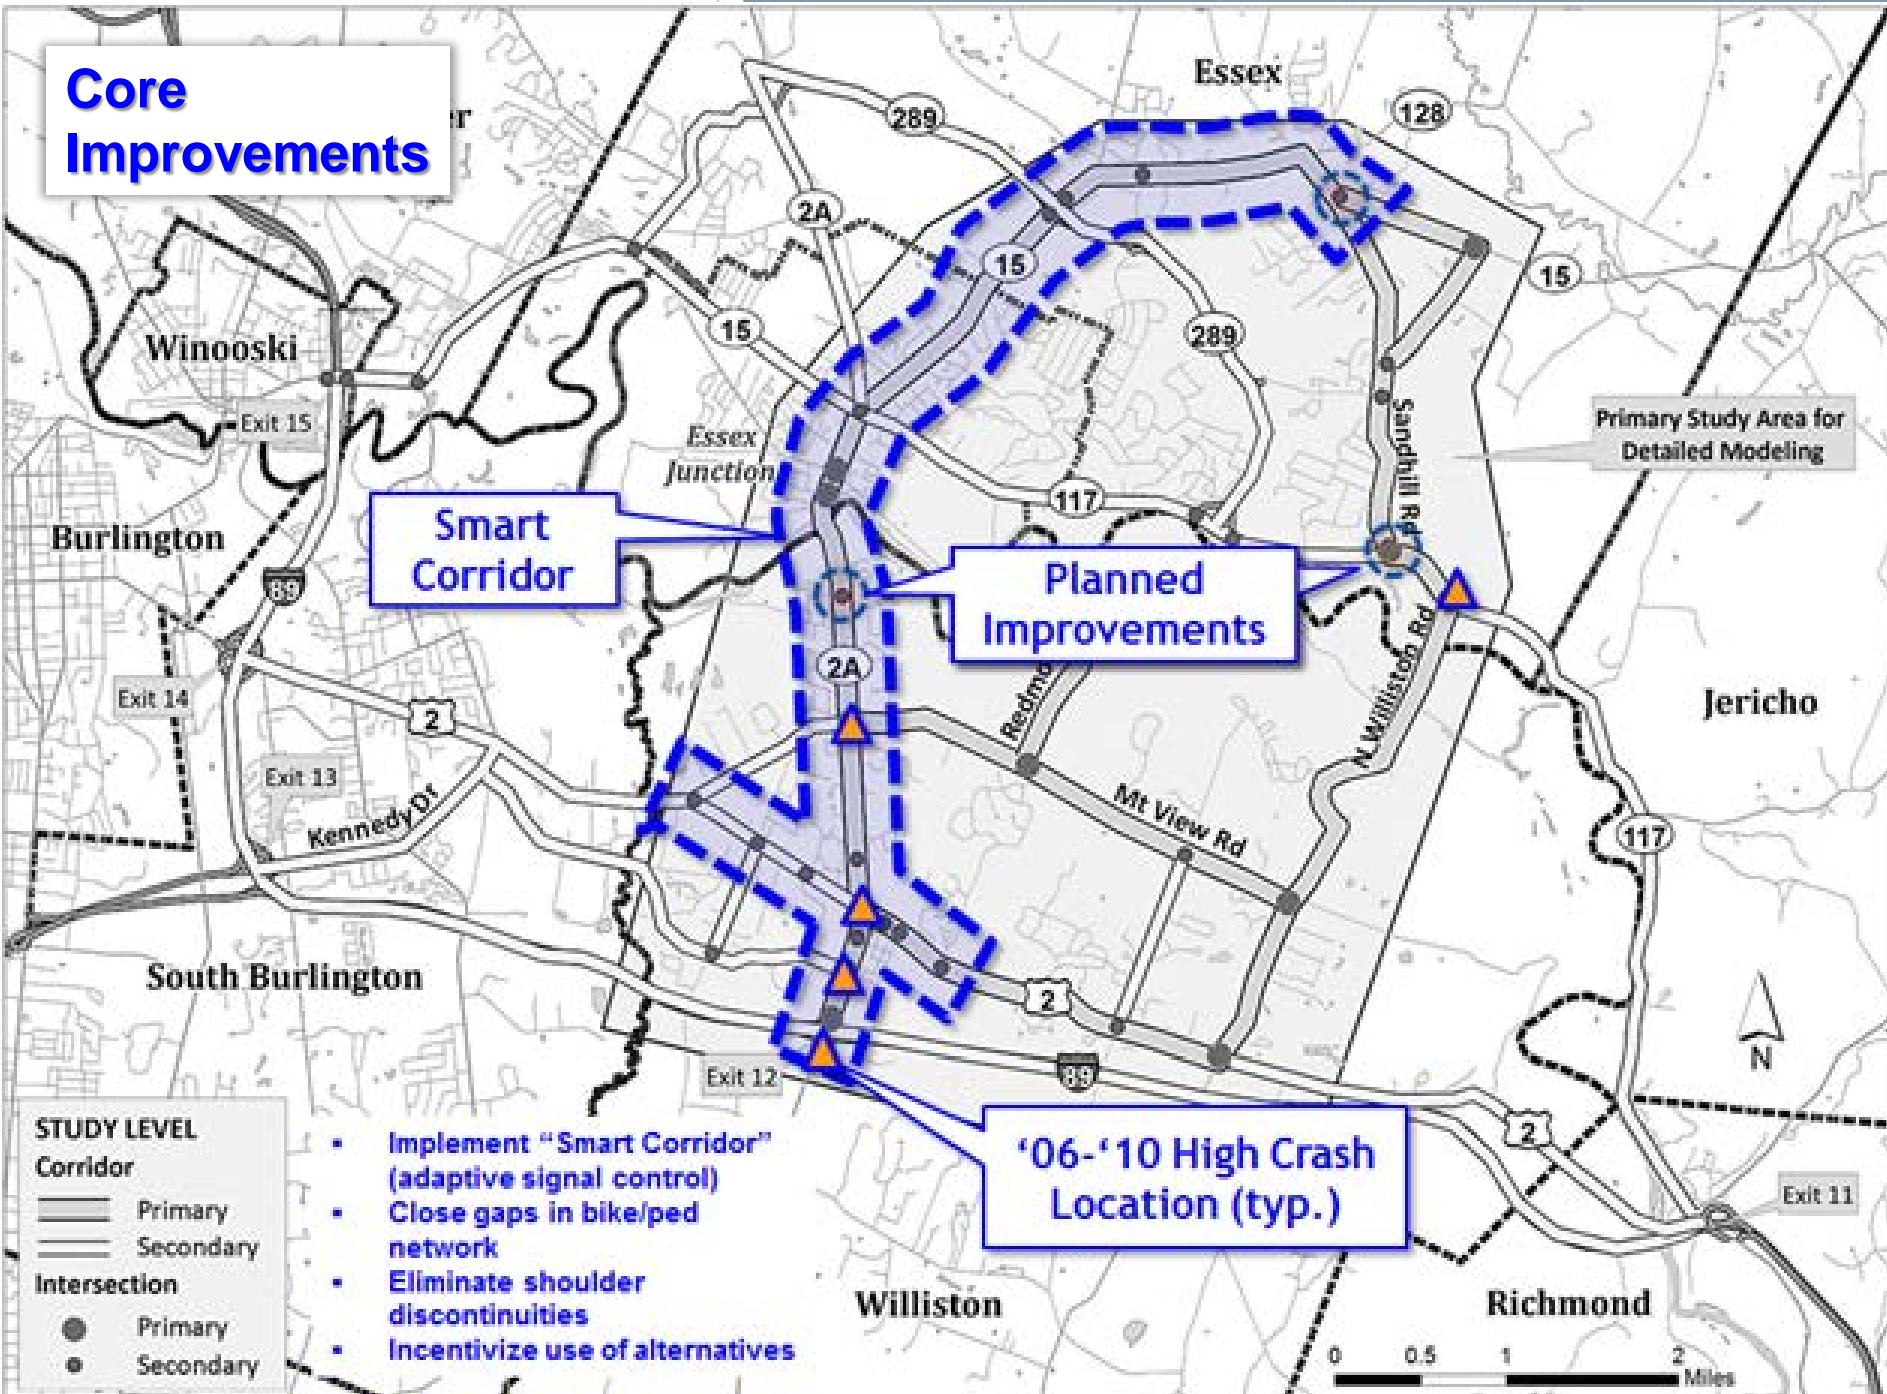 Core
Improvements
er
Essex
128
289
2A
15
15
15
289
Winooski
Exit 15
Essex
Junction
Primary Study Area for
Detailed Modeling
Sandhill Rd
117
Smart
Corridor
Burlington
89
Planned
Improvements
2A
Exit 14
2
Redmo
N.Williston Rd
Jericho
Exit 13
Kennedy Dr
Mt View Rd
117
South Burlington
2
N
Exit 12
89
2
Exit 11
'06-'10 High Crash
Location (typ.)
STUDY LEVEL
Corridor
Primary
Secondary
Intersection
Primary
Secondary
▪ Implement “Smart Corridor”
(adaptive signal control)
▪ Close gaps in bike/ped
network
▪ Eliminate shoulder
discontinuities
▪ Incentivize use of alternatives
Williston
Richmond
0 0.5 1 2
Miles